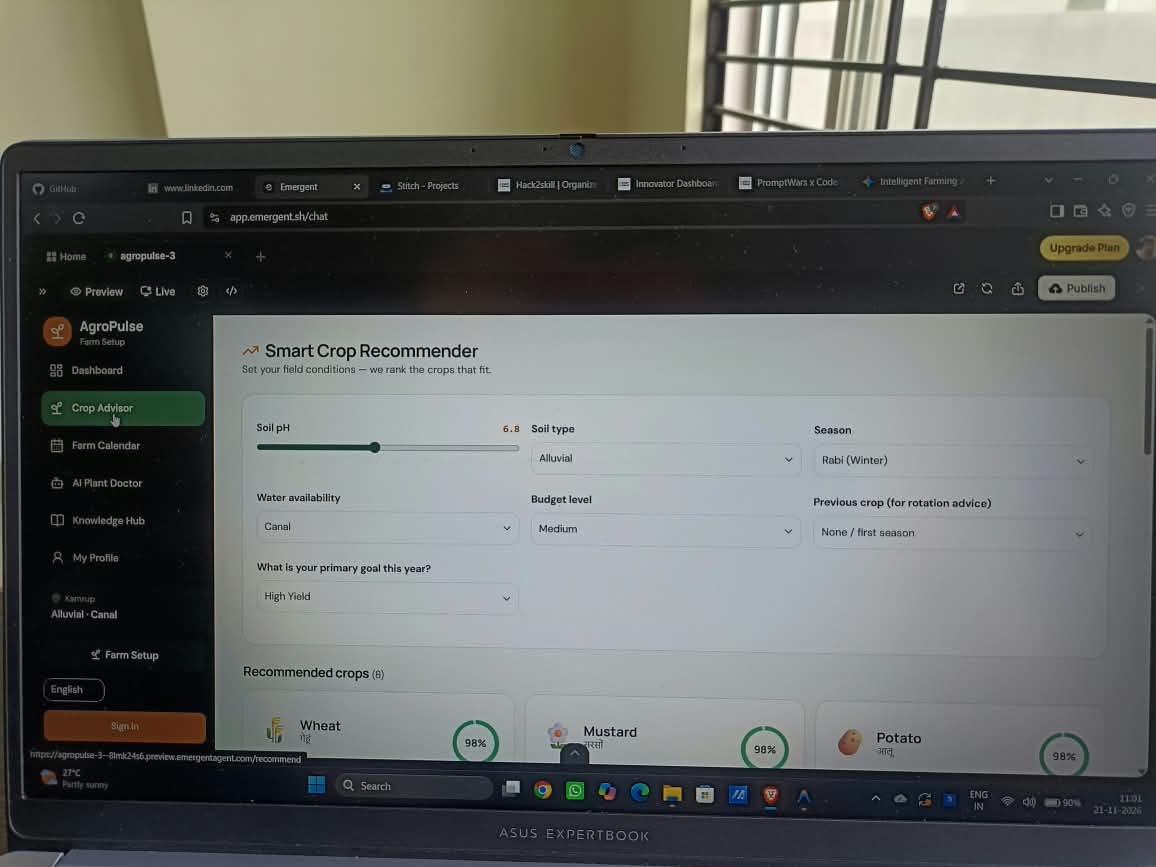 GitHub
www.linkedin.com
Emergent
Stitch - Projects
Hack2skill | Organiz
Innovator Dashboar
PromptWars x Code
Intelligent Farming
app.emergent.sh/chat
Home
agropulse-3
Upgrade Plan
Preview
Live
Publish
AgroPulse
Farm Setup
Dashboard
Crop Advisor
Farm Calendar
AI Plant Doctor
Knowledge Hub
My Profile
Kamrup
Alluvial · Canal
Farm Setup
English
Sign in
Smart Crop Recommender
Set your field conditions — we rank the crops that fit.
Soil pH 6.8
Soil type
Alluvial
Season
Rabi (Winter)
Water availability
Canal
Budget level
Medium
Previous crop (for rotation advice)
None / first season
What is your primary goal this year?
High Yield
Recommended crops (8)
Wheat
गेहूं
98%
Mustard
सरसों
98%
Potato
आलू
98%
https://agropulse-3--8lmk24s6.preview.emergentagent.com/recommend
27°C
Partly sunny
Search
ENG
IN
90%
11:01
21-11-2026
ASUS EXPERTBOOK